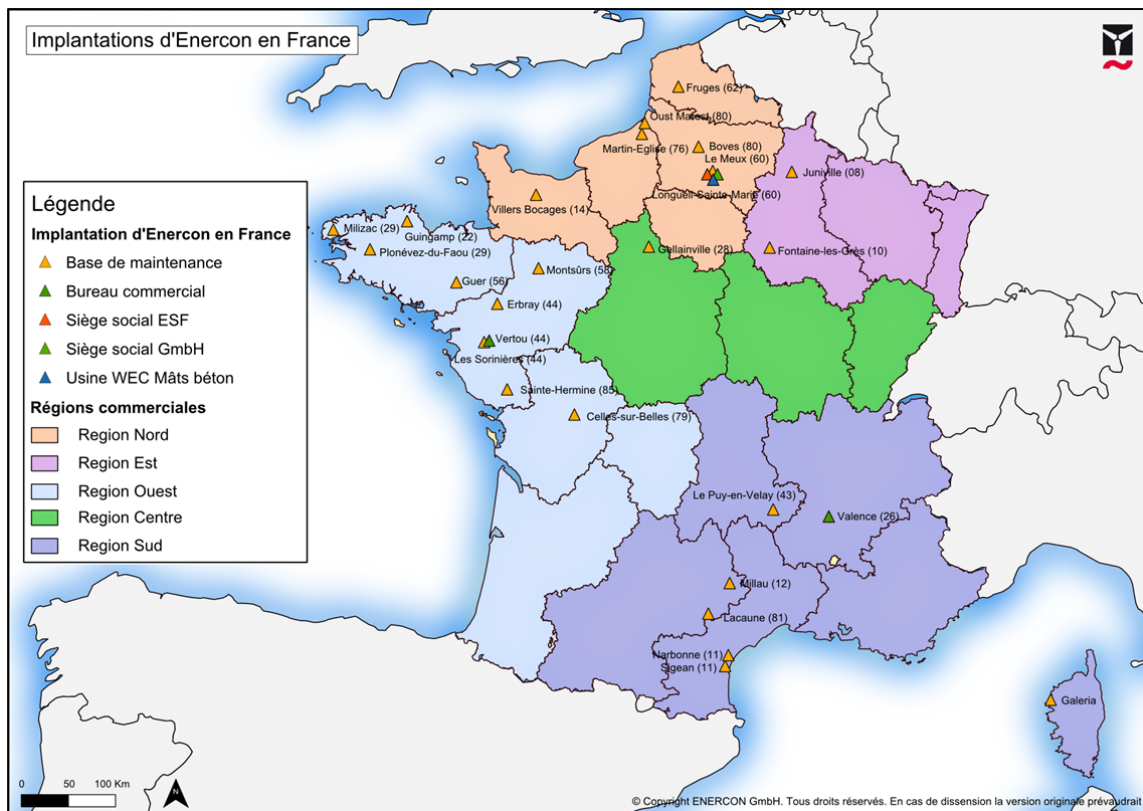 Implantations d'Enercon en France
Fruges (62)
Oust Marest (80)
Martin-Eglise (76)
Boves (80)
Le Meux (60)
Longueil-Sainte-Marie (60)
Juniville (08)
Villers Bocages (14)
Légende
Implantation d'Enercon en France
Base de maintenance
Bureau commercial
Siège social ESF
Siège social GmbH
Usine WEC Mâts béton
Régions commerciales
Region Nord
Region Est
Region Ouest
Region Centre
Region Sud
Milizac (29)
Guingamp (22)
Plonévez-du-Faou (29)
Gellainville (28)
Fontaine-les-Grès (10)
Montsûrs (58)
Guer (56)
Erbray (44)
Vertou (44)
Les Sorinières (44)
Sainte-Hermine (85)
Celles-sur-Belles (79)
Le Puy-en-Velay (43)
Valence (26)
Millau (12)
Lacaune (81)
Narbonne (11)
Sigean (11)
Galeria
0 50 100 Km
N
© Copyright ENERCON GmbH. Tous droits réservés. En cas de dissension la version originale prévaudrait